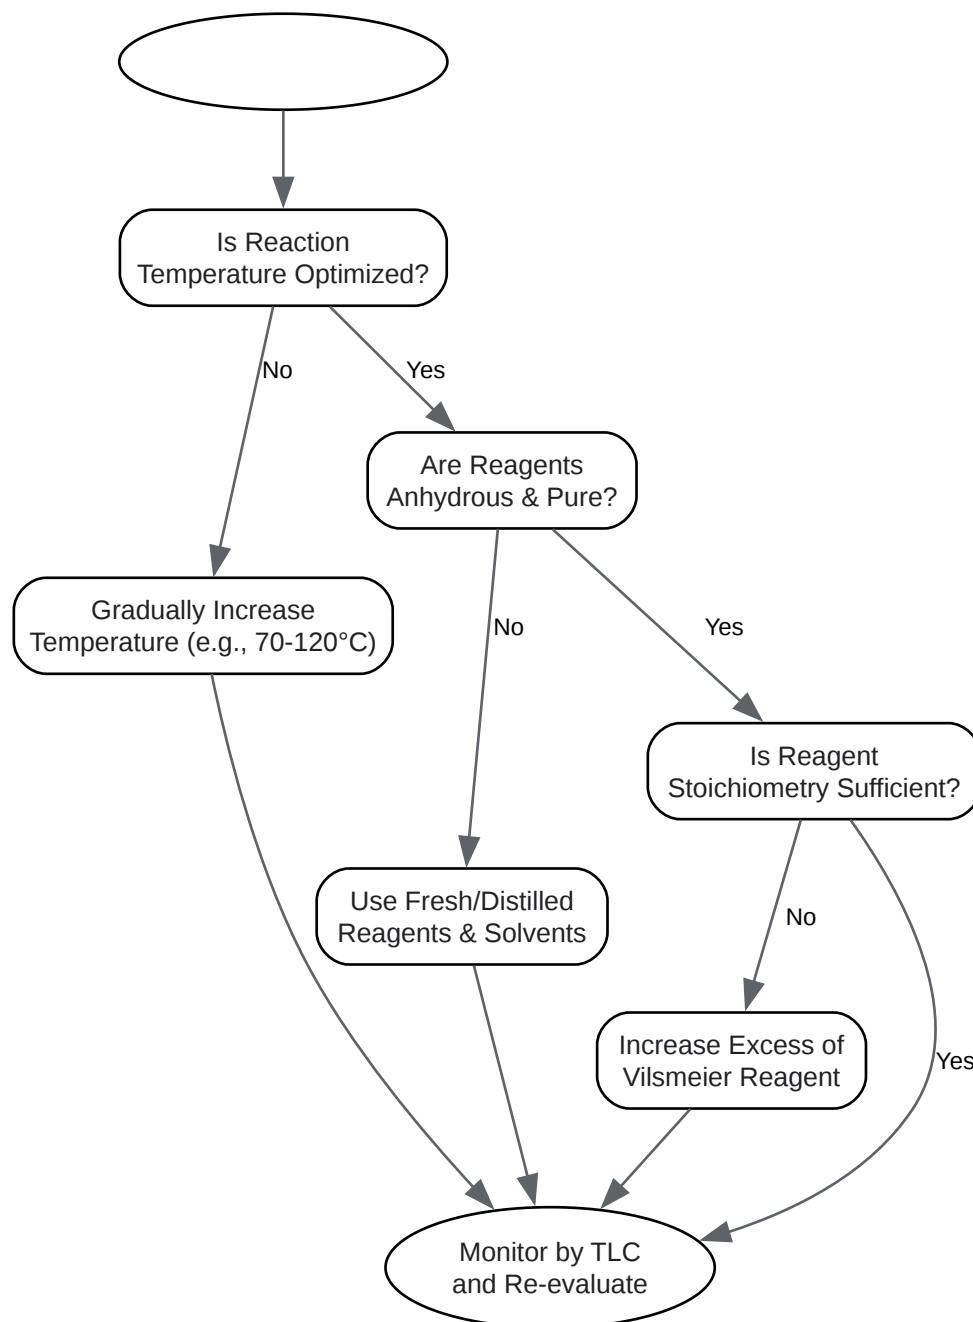 Is Reaction
Temperature Optimized?
No
Yes
Are Reagents
Anhydrous & Pure?
Gradually Increase
Temperature (e.g., 70-120°C)
No
Yes
Is Reagent
Stoichiometry Sufficient?
Use Fresh/Distilled
Reagents & Solvents
No
Increase Excess of
Vilsmeier Reagent
Yes
Monitor by TLC
and Re-evaluate